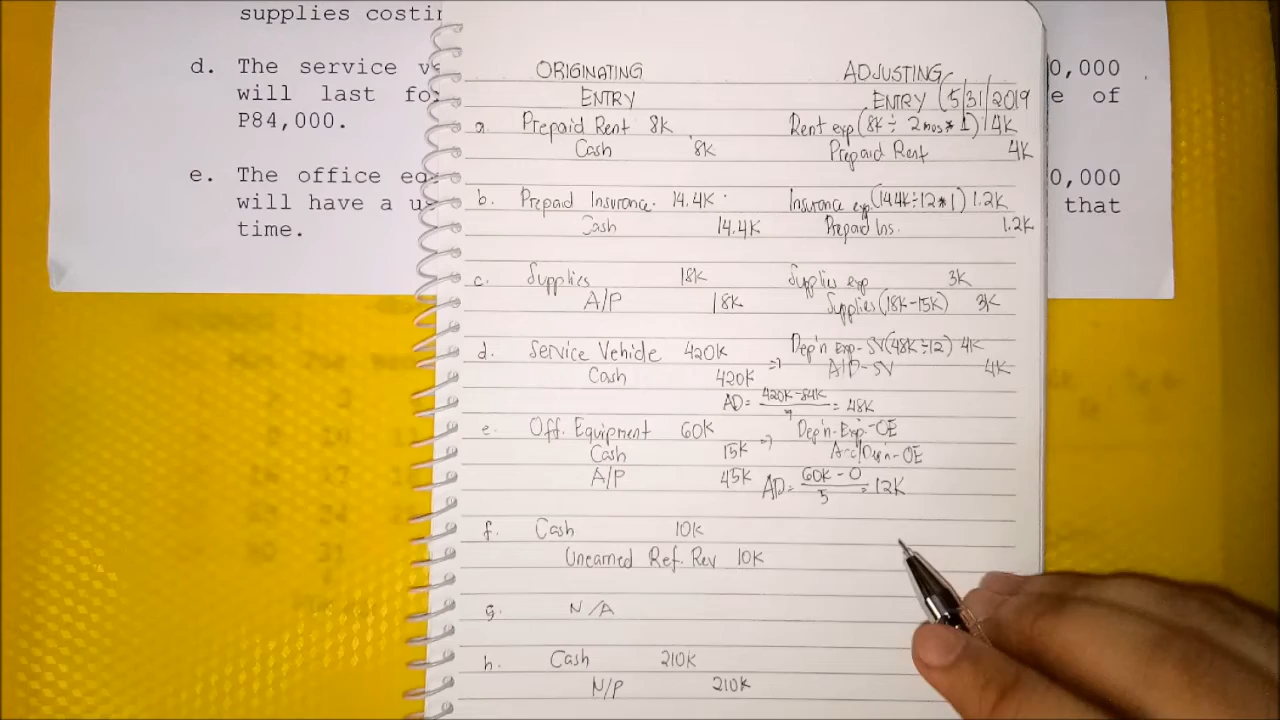 supplies costin
d. The service v 0,000
will last fo e of
P84,000.
e. The office eq 0,000
will have a u that
time.
ORIGINATING ADJUSTING
ENTRY ENTRY (5/31/2019
a. Prepaid Rent 8K Rent exp (8K ÷ 2mos * 1) 4K
Cash 8K Prepaid Rent 4K
b. Prepaid Insurance. 14.4K Insurance exp (14.4K÷12*1) 1.2K
Cash 14.4K Prepaid Ins. 1.2K
c. Supplies 18K Supplies exp 3K
A/P 18K Supplies (18K-15K) 3K
d. Service Vehicle 420K Dep'n Exp-SV (48K÷12) 4K
Cash 420K => A/D-SV 4K
AD = 420K-84K = 48K
7
e. Off. Equipment 60K => Dep'n-Exp-OE
Cash 15K Acc/Dep'n-OE
A/P 45K AD = 60K - 0 = 12K
5
f. Cash 10K
Unearned Ref. Rev 10K
g. N/A
h. Cash 210K
N/P 210K